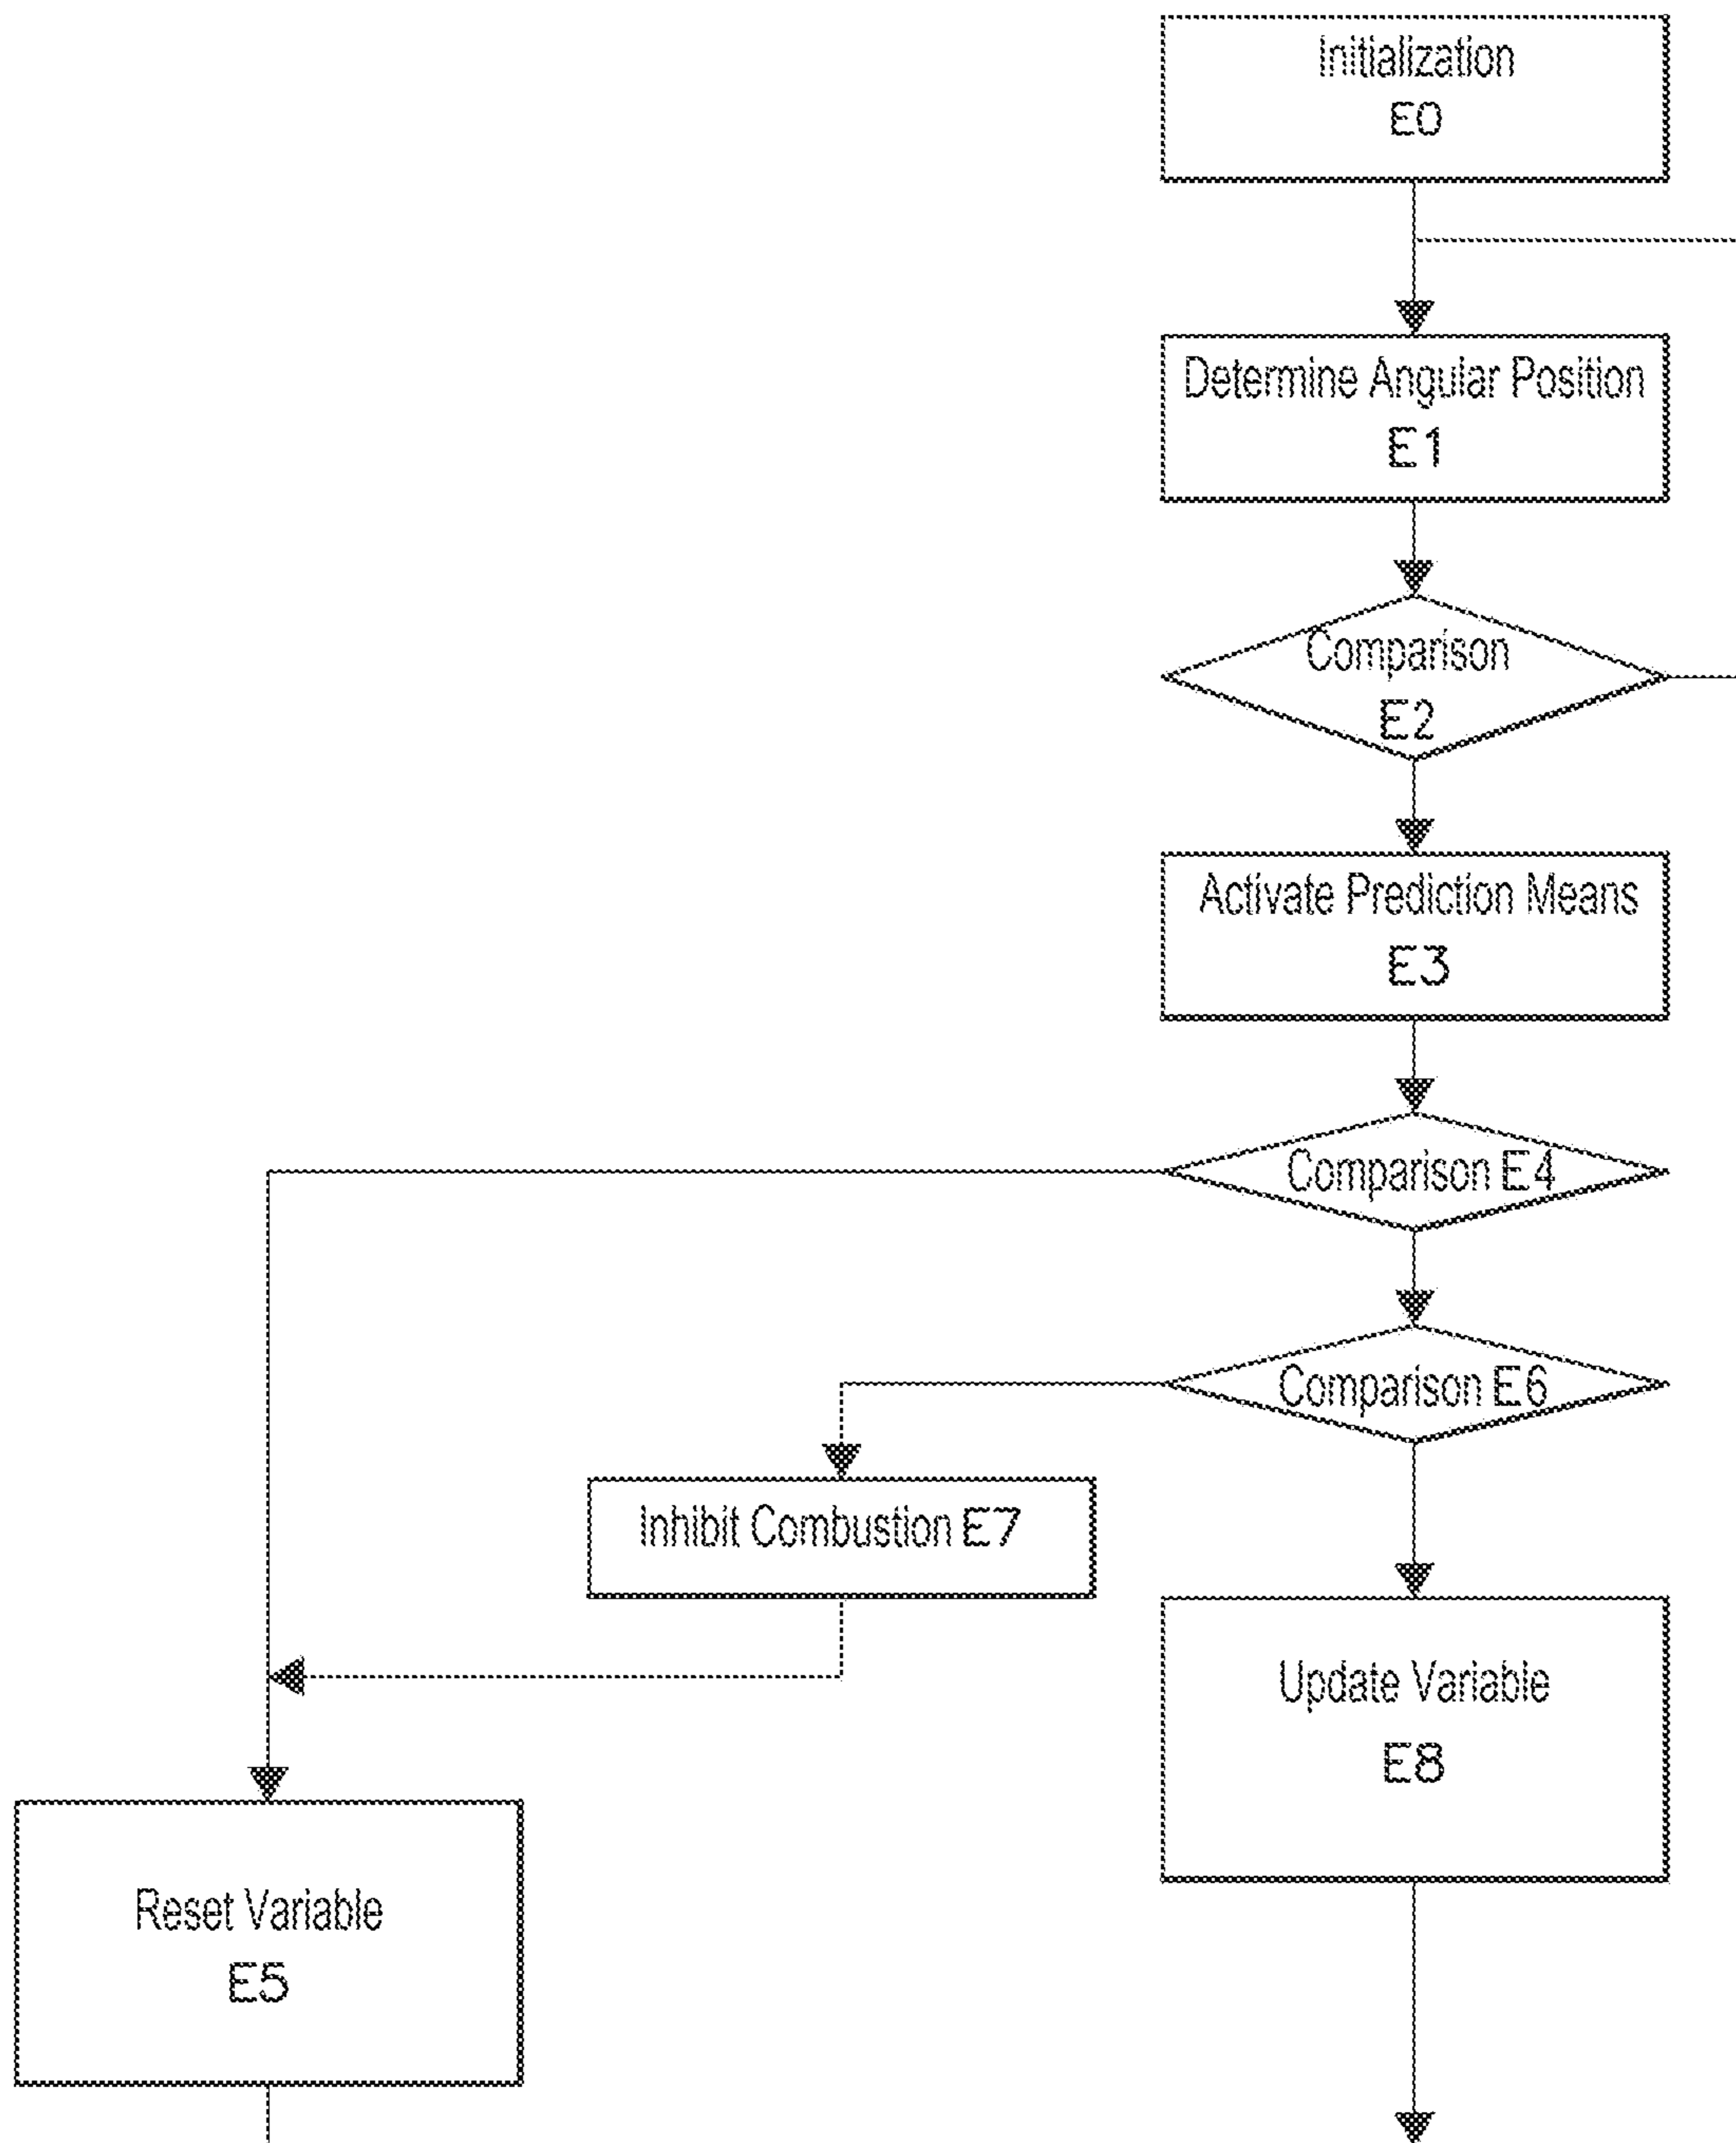 Initialization
E0
Determine Angular Position
E1
Comparison
E2
Activate Prediction Means
E3
Comparison E4
Comparison E6
Inhibit Combustion E7
Update Variable
E8
Reset Variable
E5